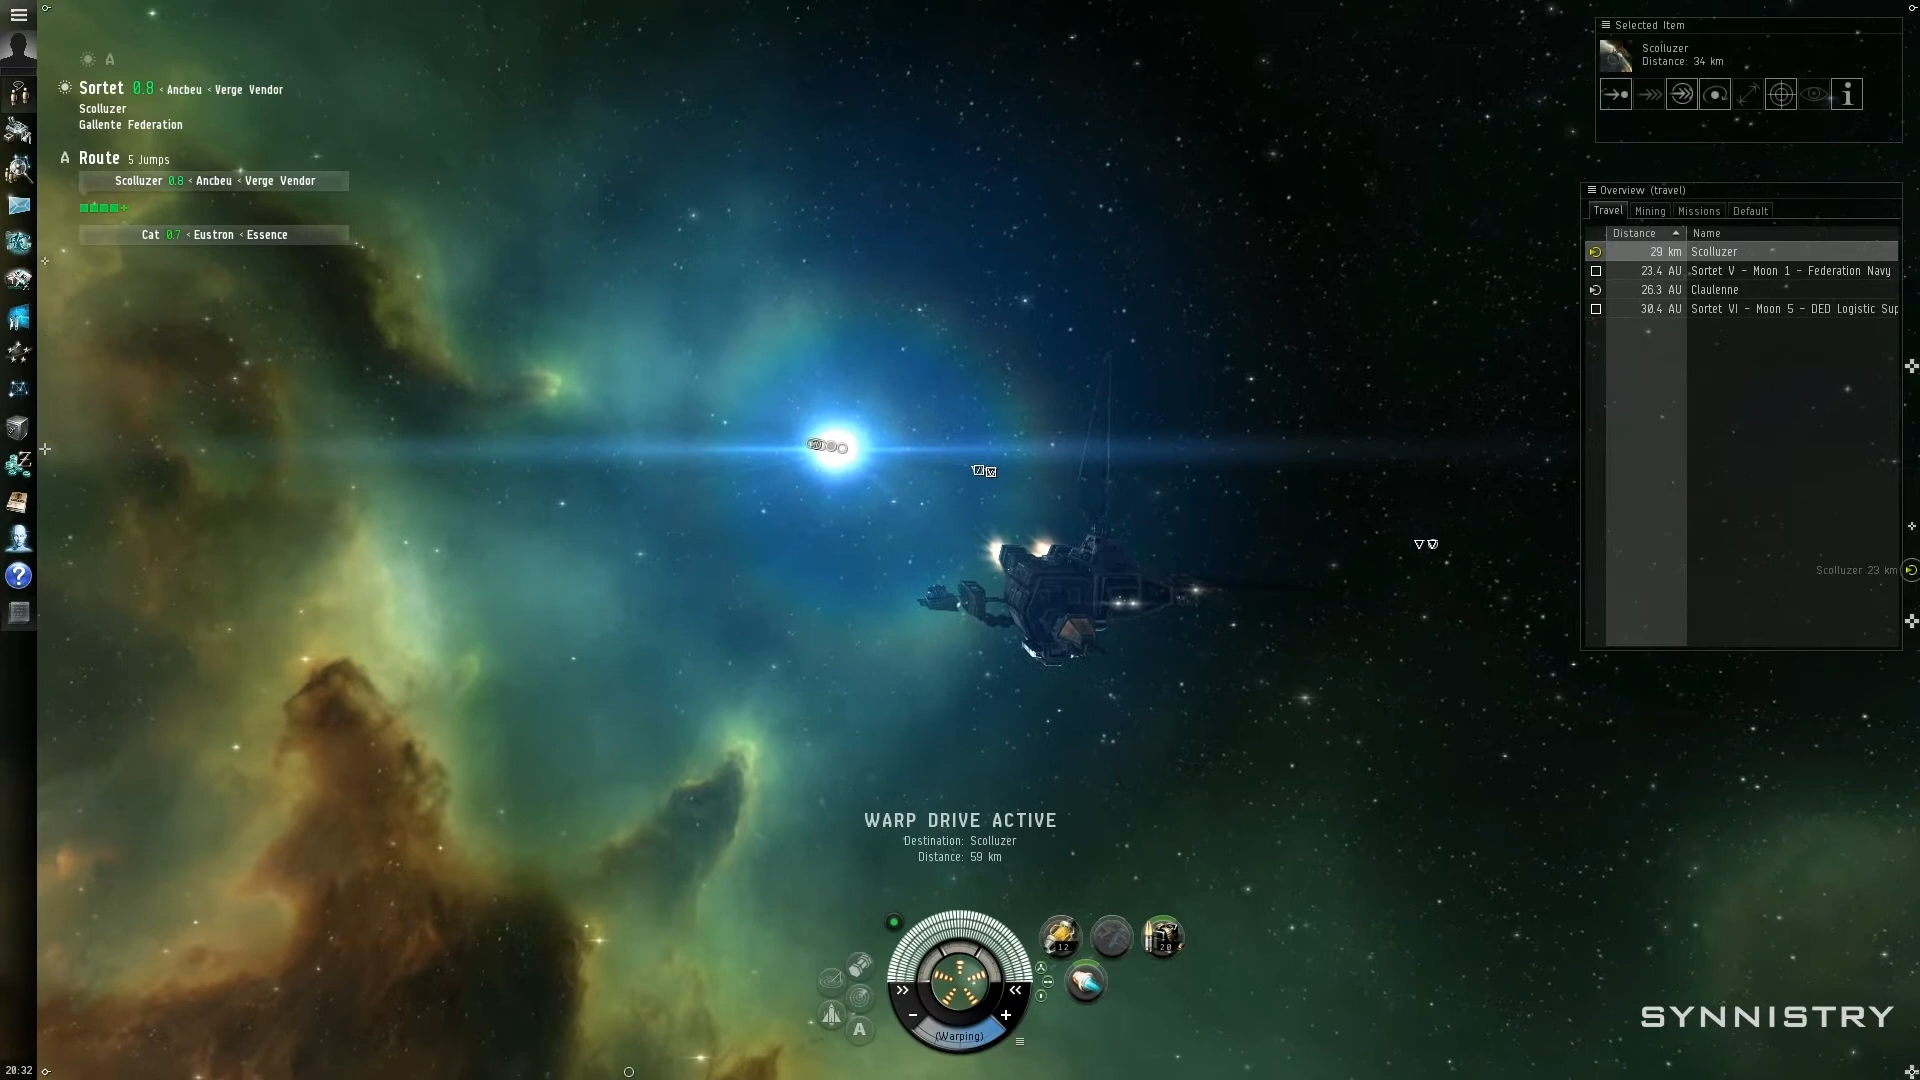 A
Sortet 0.8 < Ancbeu < Verge Vendor
Scolluzer
Gallente Federation
A Route 5 Jumps
Scolluzer 0.8 < Ancbeu < Verge Vendor
Cat 0.7 < Eustron < Essence
Selected Item
Scolluzer
Distance: 34 km
Overview (travel)
Travel Mining Missions Default
Distance Name
29 km Scolluzer
23.4 AU Sortet V - Moon 1 - Federation Navy
26.3 AU Claulenne
30.4 AU Sortet VI - Moon 5 - DED Logistic Sup
Scolluzer 23 km
WARP DRIVE ACTIVE
Destination: Scolluzer
Distance: 59 km
12
20
A
(Warping)
SYNNISTRY
20:32